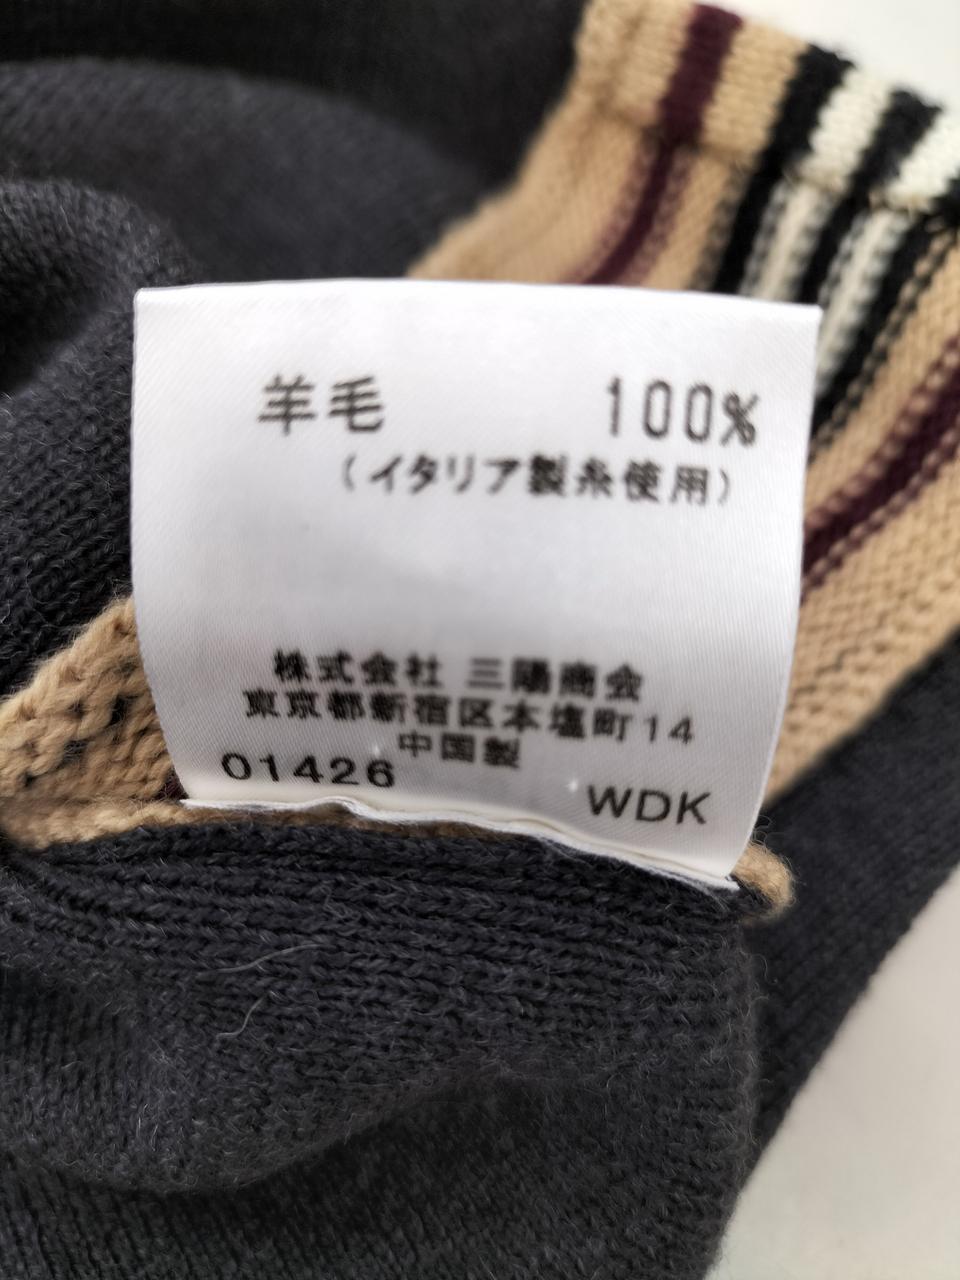 羊毛 100%
(イタリア製糸使用)
株式会社 三陽商会
東京都新宿区本塩町14
中国製
01426 WDK